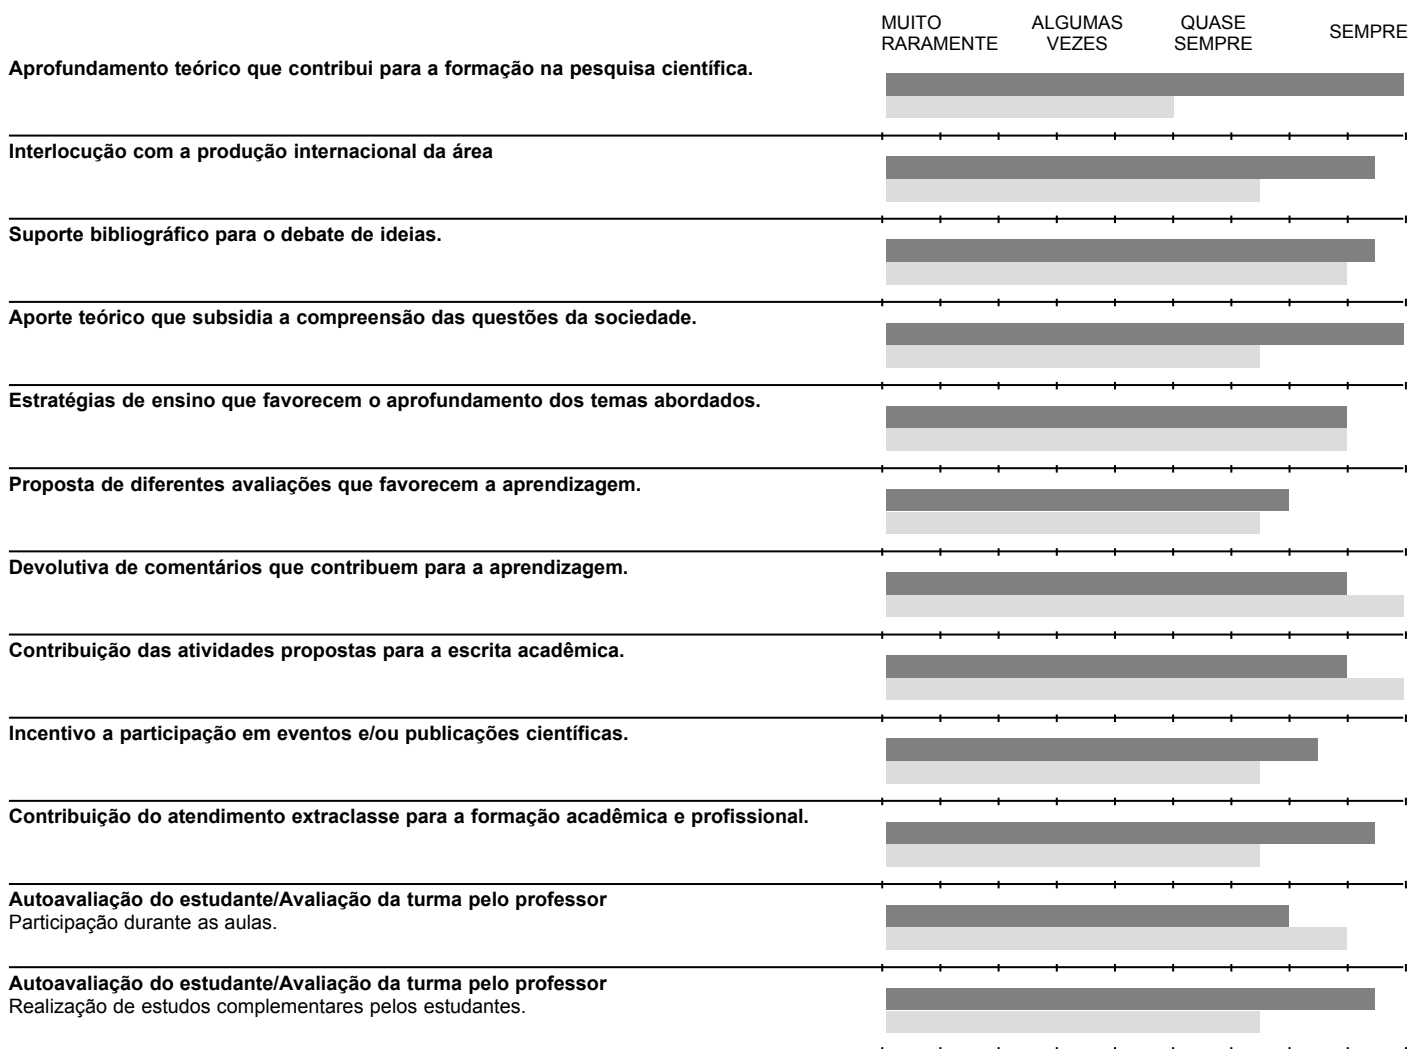 MUITO RARAMENTE
ALGUMAS VEZES
QUASE SEMPRE
SEMPRE
Aprofundamento teórico que contribui para a formação na pesquisa científica.
Interlocução com a produção internacional da área
Suporte bibliográfico para o debate de ideias.
Aporte teórico que subsidia a compreensão das questões da sociedade.
Estratégias de ensino que favorecem o aprofundamento dos temas abordados.
Proposta de diferentes avaliações que favorecem a aprendizagem.
Devolutiva de comentários que contribuem para a aprendizagem.
Contribuição das atividades propostas para a escrita acadêmica.
Incentivo a participação em eventos e/ou publicações científicas.
Contribuição do atendimento extraclasse para a formação acadêmica e profissional.
Autoavaliação do estudante/Avaliação da turma pelo professor
Participação durante as aulas.
Autoavaliação do estudante/Avaliação da turma pelo professor
Realização de estudos complementares pelos estudantes.